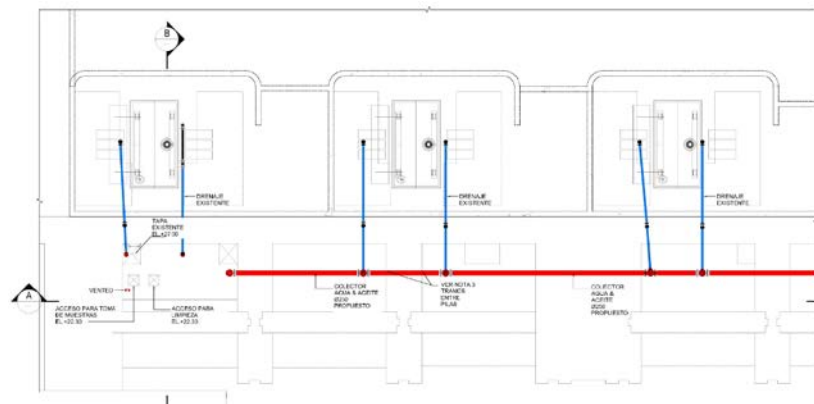 B
DRENAJE
EXISTENTE
DRENAJE
EXISTENTE
DRENAJE
EXISTENTE
TAPA
EXISTENTE
EL.+27.00
VENTEO
ACCESO PARA TOMA
DE MUESTRAS
EL.+22.33
ACCESO PARA
LIMPIEZA
EL.+22.33
COLECTOR
AGUA & ACEITE
Ø250
PROPUESTO
VER NOTA 3
TRAMOS
ENTRE
PILAS
COLECTOR
AGUA &
ACEITE
Ø250
PROPUESTO
A